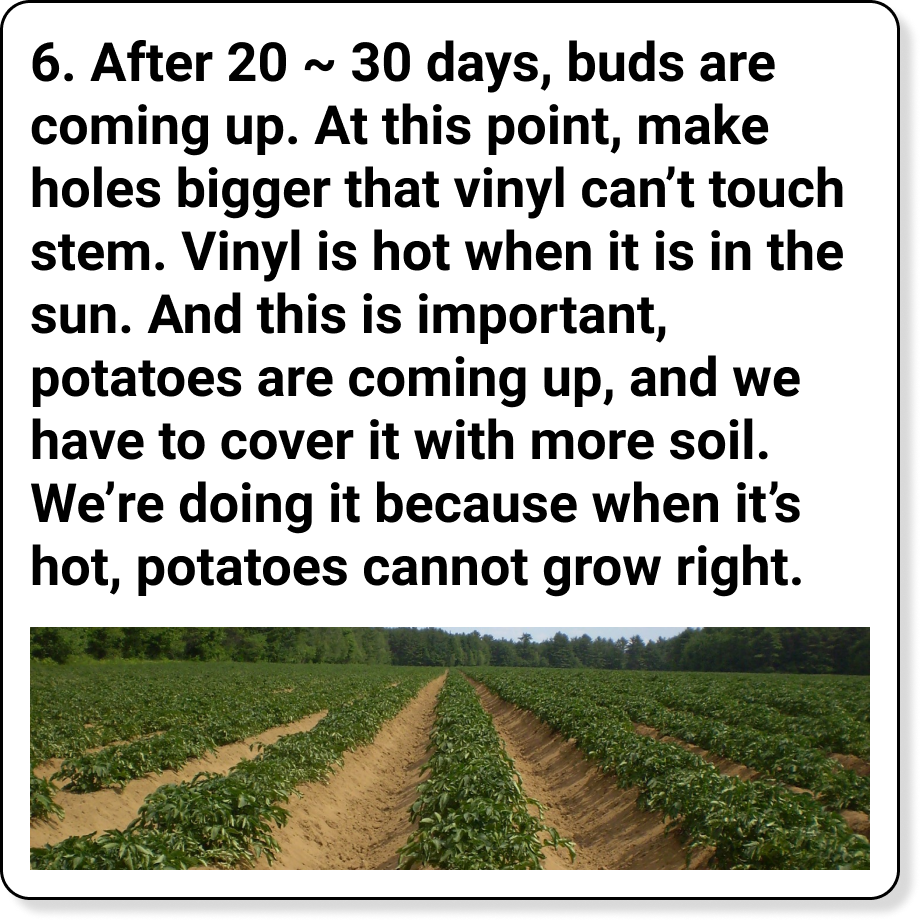 6. After 20 ~ 30 days, buds are
coming up. At this point, make
holes bigger that vinyl can’t touch
stem. Vinyl is hot when it is in the
sun. And this is important,
potatoes are coming up, and we
have to cover it with more soil.
We’re doing it because when it’s
hot, potatoes cannot grow right.